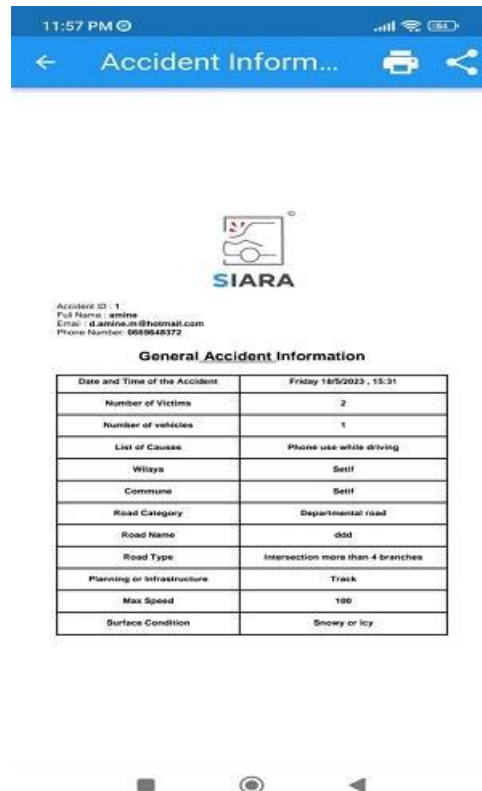 11:57 PM
Accident Inform...
©
SIARA
Accident ID : 1
Full Name : amine
Email : d.amine.m@hotmail.com
Phone Number: 0669648372
General Accident Information
Date and Time of the Accident Friday 18/5/2023 , 15:31
Number of Victims 2
Number of vehicles 1
List of Causes Phone use while driving
Wilaya Setif
Commune Setif
Road Category Departmental road
Road Name ddd
Road Type Intersection more than 4 branches
Planning or Infrastructure Track
Max Speed 100
Surface Condition Snowy or icy